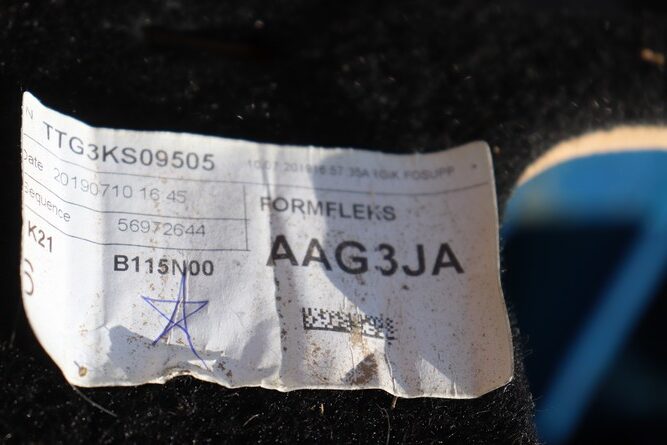 N TTG3KS09505
Date 20190710 16 45
Sequence 56972644
K21 B115N00
FORMFLEKS
AAG3JA